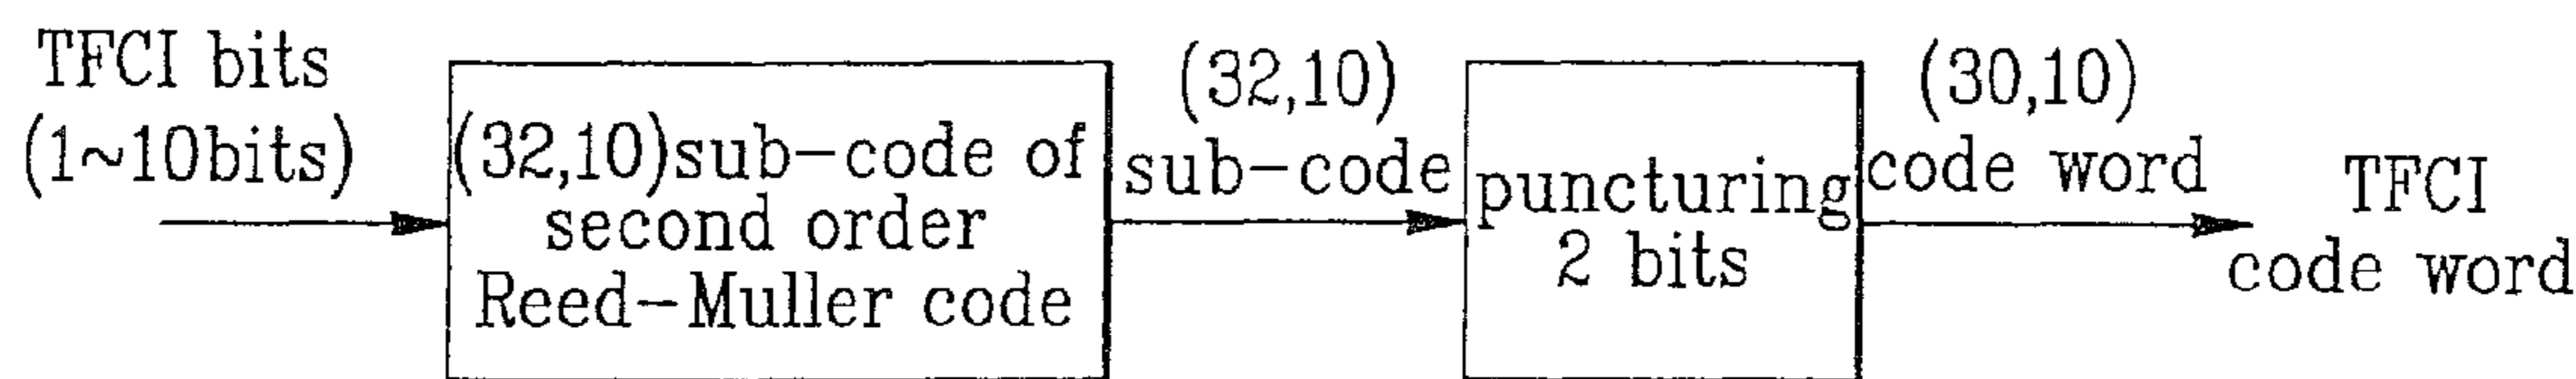 TFCI bits
(1~10bits)
(32,10)sub-code of
second order
Reed-Muller code
(32,10)
sub-code
puncturing
2 bits
(30,10)
code word
TFCI
code word